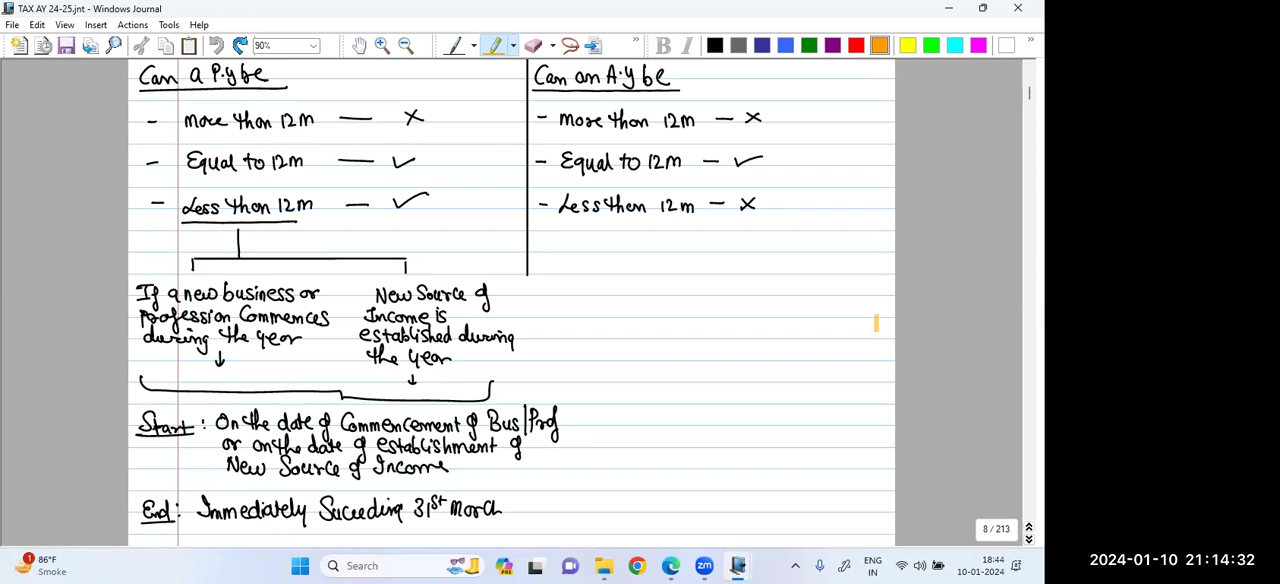 TAX AY 24-25.jnt - Windows Journal
File Edit View Insert Actions Tools Help
90%
B I
Can a P.y be
- More than 12m — ×
- Equal to 12m — ✓
- Less than 12m — ✓
If a new business or
profession Commences
during the year
↓
New Source of
Income is
established during
the year
↓
Start : On the date of Commencement of Bus/Prof
or on the date of establishment of
New Source of Income
End : Immediately Suceeding 31st March
Can an A.y be
- More than 12m — ×
- Equal to 12m — ✓
- Less then 12m — ×
8 / 213
86°F
Smoke
Search
PRE
zm
ENG
IN
18:44
10-01-2024
2024-01-10 21:14:32